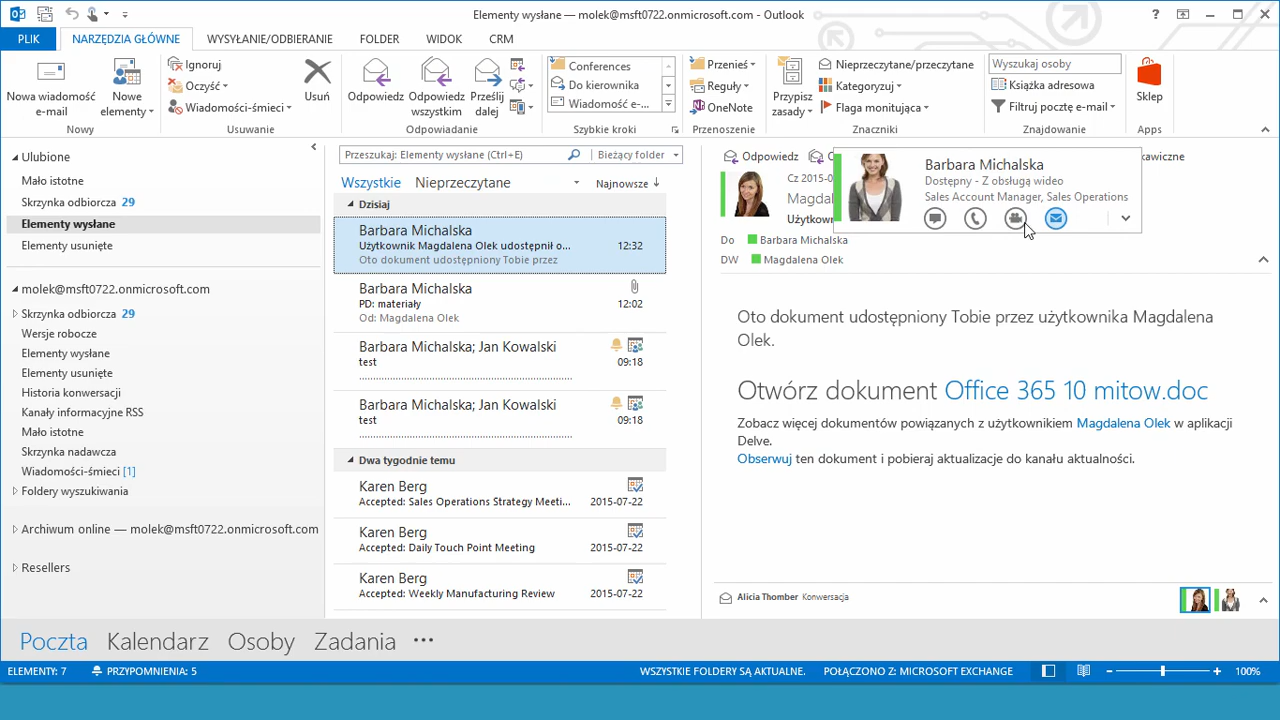 Elementy wysłane — molek@msft0722.onmicrosoft.com - Outlook
PLIK
NARZĘDZIA GŁÓWNE
WYSYŁANIE/ODBIERANIE
FOLDER
WIDOK
CRM
Nowa wiadomość e-mail
Nowe elementy
Nowy
Ignoruj
Oczyść
Wiadomości-śmieci
Usuń
Usuwanie
Odpowiedz
Odpowiedz wszystkim
Prześlij dalej
Odpowiadanie
Conferences
Do kierownika
Wiadomość e-...
Szybkie kroki
Przenieś
Reguły
OneNote
Przenoszenie
Przypisz zasady
Nieprzeczytane/przeczytane
Kategoryzuj
Flaga monitująca
Znaczniki
Wyszukaj osoby
Książka adresowa
Filtruj pocztę e-mail
Znajdowanie
Sklep
Apps
Ulubione
Mało istotne
Skrzynka odbiorcza 29
Elementy wysłane
Elementy usunięte
molek@msft0722.onmicrosoft.com
Skrzynka odbiorcza 29
Wersje robocze
Elementy wysłane
Elementy usunięte
Historia konwersacji
Kanały informacyjne RSS
Mało istotne
Skrzynka nadawcza
Wiadomości-śmieci [1]
Foldery wyszukiwania
Archiwum online — molek@msft0722.onmicrosoft.com
Resellers
Przeszukaj: Elementy wysłane (Ctrl+E)
Bieżący folder
Wszystkie Nieprzeczytane
Najnowsze
Dzisiaj
Barbara Michalska
Użytkownik Magdalena Olek udostępnił o...
12:32
Oto dokument udostępniony Tobie przez
Barbara Michalska
PD: materiały
12:02
Od: Magdalena Olek
Barbara Michalska; Jan Kowalski
test
09:18
Barbara Michalska; Jan Kowalski
test
09:18
Dwa tygodnie temu
Karen Berg
Accepted: Sales Operations Strategy Meeti...
2015-07-22
Karen Berg
Accepted: Daily Touch Point Meeting
2015-07-22
Karen Berg
Accepted: Weekly Manufacturing Review
2015-07-22
Odpowiedz
Cz 2015-0
Magd
Użytkow
Barbara Michalska
Dostępny - Z obsługą wideo
Sales Account Manager, Sales Operations
Do Barbara Michalska
DW Magdalena Olek
Oto dokument udostępniony Tobie przez użytkownika Magdalena
Olek.
Otwórz dokument Office 365 10 mitow.doc
Zobacz więcej dokumentów powiązanych z użytkownikiem Magdalena Olek w aplikacji
Delve.
Obserwuj ten dokument i pobieraj aktualizacje do kanału aktualności.
Alicia Thomber Konwersacja
Poczta Kalendarz Osoby Zadania
ELEMENTY: 7
PRZYPOMNIENIA: 5
WSZYSTKIE FOLDERY SĄ AKTUALNE.
POŁĄCZONO Z: MICROSOFT EXCHANGE
100%